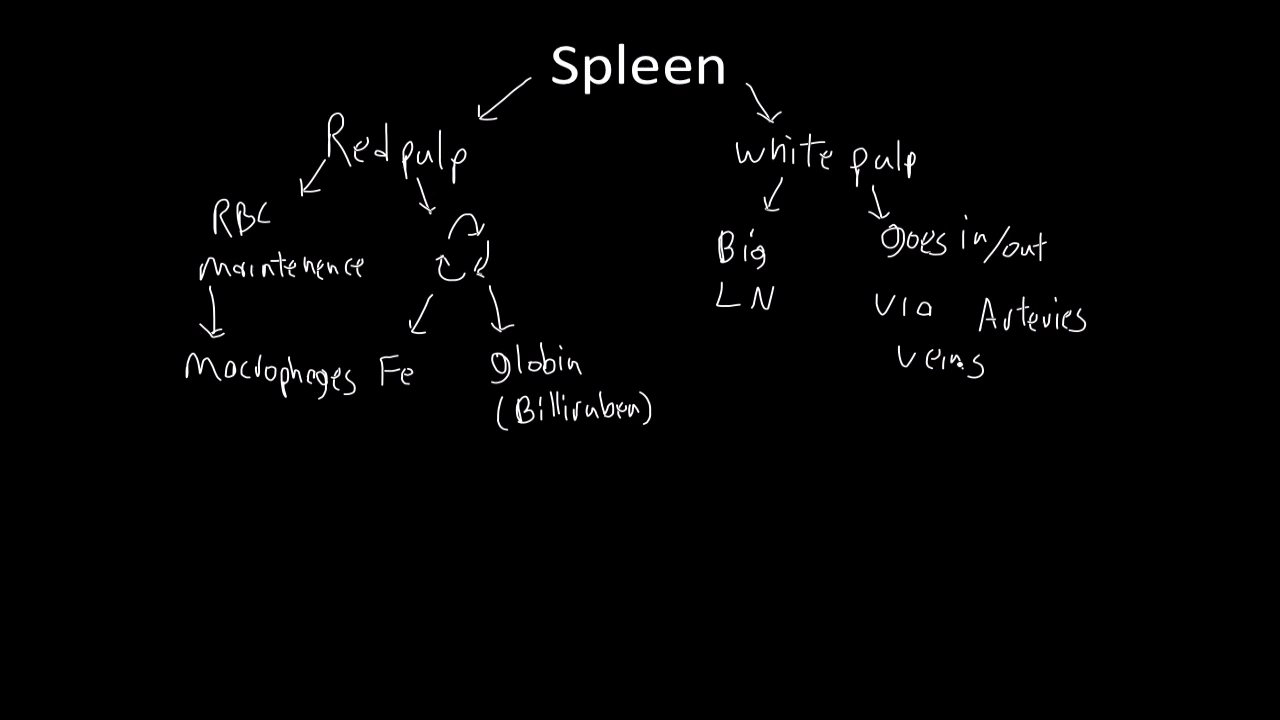 Spleen
Red pulp
white pulp
RBC
maintenence
Macrophages
Fe
globin
(Billiruben)
Big
LN
goes in/out
via Arteries
veins